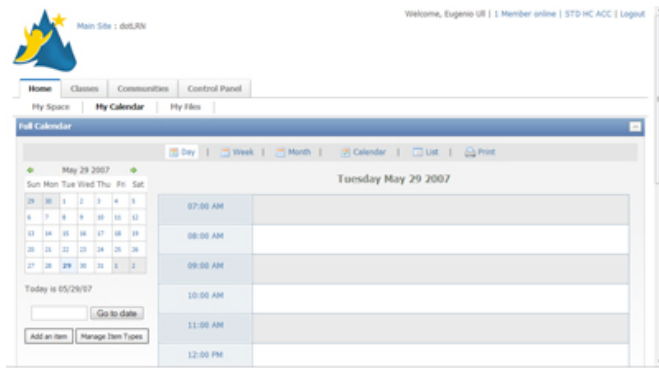 Welcome, Eugenio Uli | 1 Member online | STD HC ACC | Logout
Main Site : dotLRN
Home Classes Communities Control Panel
My Space My Calendar My Files
Full Calendar
Day | Week | Month | Calendar | List | Print
May 29 2007
Tuesday May 29 2007
Sun Mon Tue Wed Thu Fri Sat
29 30 1 2 3 4 5
6 7 8 9 10 11 12
13 14 15 16 17 18 19
20 21 22 23 24 25 26
27 28 29 30 31 1 2
Today is 05/29/07
Go to date
Add an item Manage Item Types
07:00 AM
08:00 AM
09:00 AM
10:00 AM
11:00 AM
12:00 PM